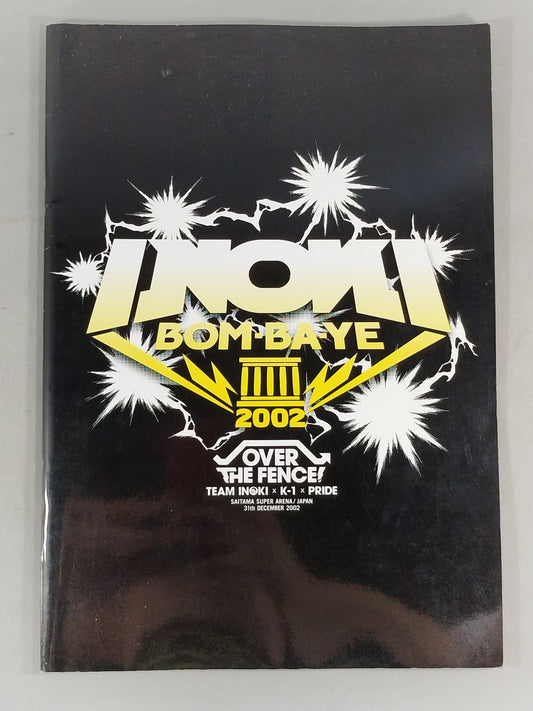 INOKI
BOM-BA-YE
2002
OVER
THE FENCE!
TEAM INOKI × K-1 × PRIDE
SAITAMA SUPER ARENA/JAPAN
31th DECEMBER 2002